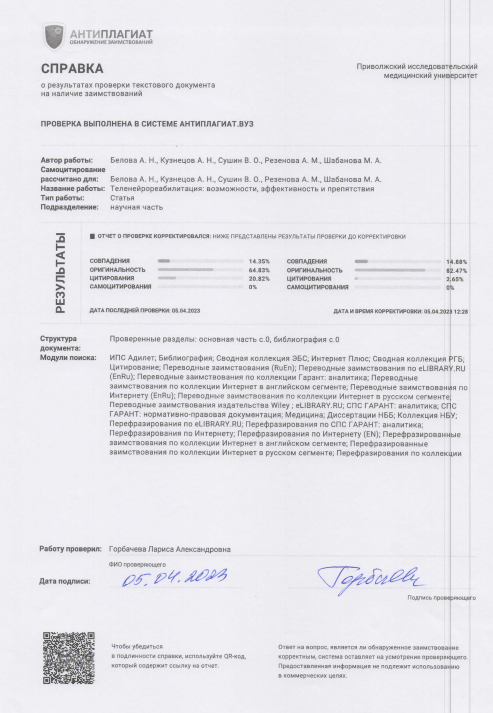 АНТИПЛАГИАТ
ОБНАРУЖЕНИЕ ЗАИМСТВОВАНИЙ
СПРАВКА
о результатах проверки текстового документа
на наличие заимствований
Приволжский исследовательский
медицинский университет
ПРОВЕРКА ВЫПОЛНЕНА В СИСТЕМЕ АНТИПЛАГИАТ.ВУЗ
Автор работы: Белова А. Н., Кузнецов А. Н., Сушин В. О., Резенова А. М., Шабанова М. А.
Самоцитирование
рассчитано для: Белова А. Н., Кузнецов А. Н., Сушин В. О., Резенова А. М., Шабанова М. А.
Название работы: Теленейрореабилитация: возможности, эффективность и препятствия
Тип работы: Статья
Подразделение: научная часть
РЕЗУЛЬТАТЫ
ОТЧЕТ О ПРОВЕРКЕ КОРРЕКТИРОВАЛСЯ: НИЖЕ ПРЕДСТАВЛЕНЫ РЕЗУЛЬТАТЫ ПРОВЕРКИ ДО КОРРЕКТИРОВКИ
СОВПАДЕНИЯ 14.35%
ОРИГИНАЛЬНОСТЬ 64.83%
ЦИТИРОВАНИЯ 20.82%
САМОЦИТИРОВАНИЯ 0%
СОВПАДЕНИЯ 14.88%
ОРИГИНАЛЬНОСТЬ 82.47%
ЦИТИРОВАНИЯ 2.65%
САМОЦИТИРОВАНИЯ 0%
ДАТА ПОСЛЕДНЕЙ ПРОВЕРКИ: 05.04.2023
ДАТА И ВРЕМЯ КОРРЕКТИРОВКИ: 05.04.2023 12:28
Структура
документа: Проверенные разделы: основная часть с.0, библиография с.0
Модули поиска: ИПС Адилет; Библиография; Сводная коллекция ЭБС; Интернет Плюс; Сводная коллекция РГБ;
Цитирование; Переводные заимствования (RuEn); Переводные заимствования по eLIBRARY.RU
(EnRu); Переводные заимствования по коллекции Гарант: аналитика; Переводные
заимствования по коллекции Интернет в английском сегменте; Переводные заимствования по
Интернету (EnRu); Переводные заимствования по коллекции Интернет в русском сегменте;
Переводные заимствования издательства Wiley ; eLIBRARY.RU; СПС ГАРАНТ: аналитика; СПС
ГАРАНТ: нормативно-правовая документация; Медицина; Диссертации НББ; Коллекция НБУ;
Перефразирования по eLIBRARY.RU; Перефразирования по СПС ГАРАНТ: аналитика;
Перефразирования по Интернету; Перефразирования по Интернету (EN); Перефразированные
заимствования по коллекции Интернет в английском сегменте; Перефразированные
заимствования по коллекции Интернет в русском сегменте; Перефразирования по коллекции
Работу проверил: Горбачева Лариса Александровна
ФИО проверяющего
Дата подписи: 05.04.2023
Подпись проверяющего
Чтобы убедиться
в подлинности справки, используйте QR-код,
который содержит ссылку на отчет.
Ответ на вопрос, является ли обнаруженное заимствование
корректным, система оставляет на усмотрение проверяющего.
Предоставленная информация не подлежит использованию
в коммерческих целях.